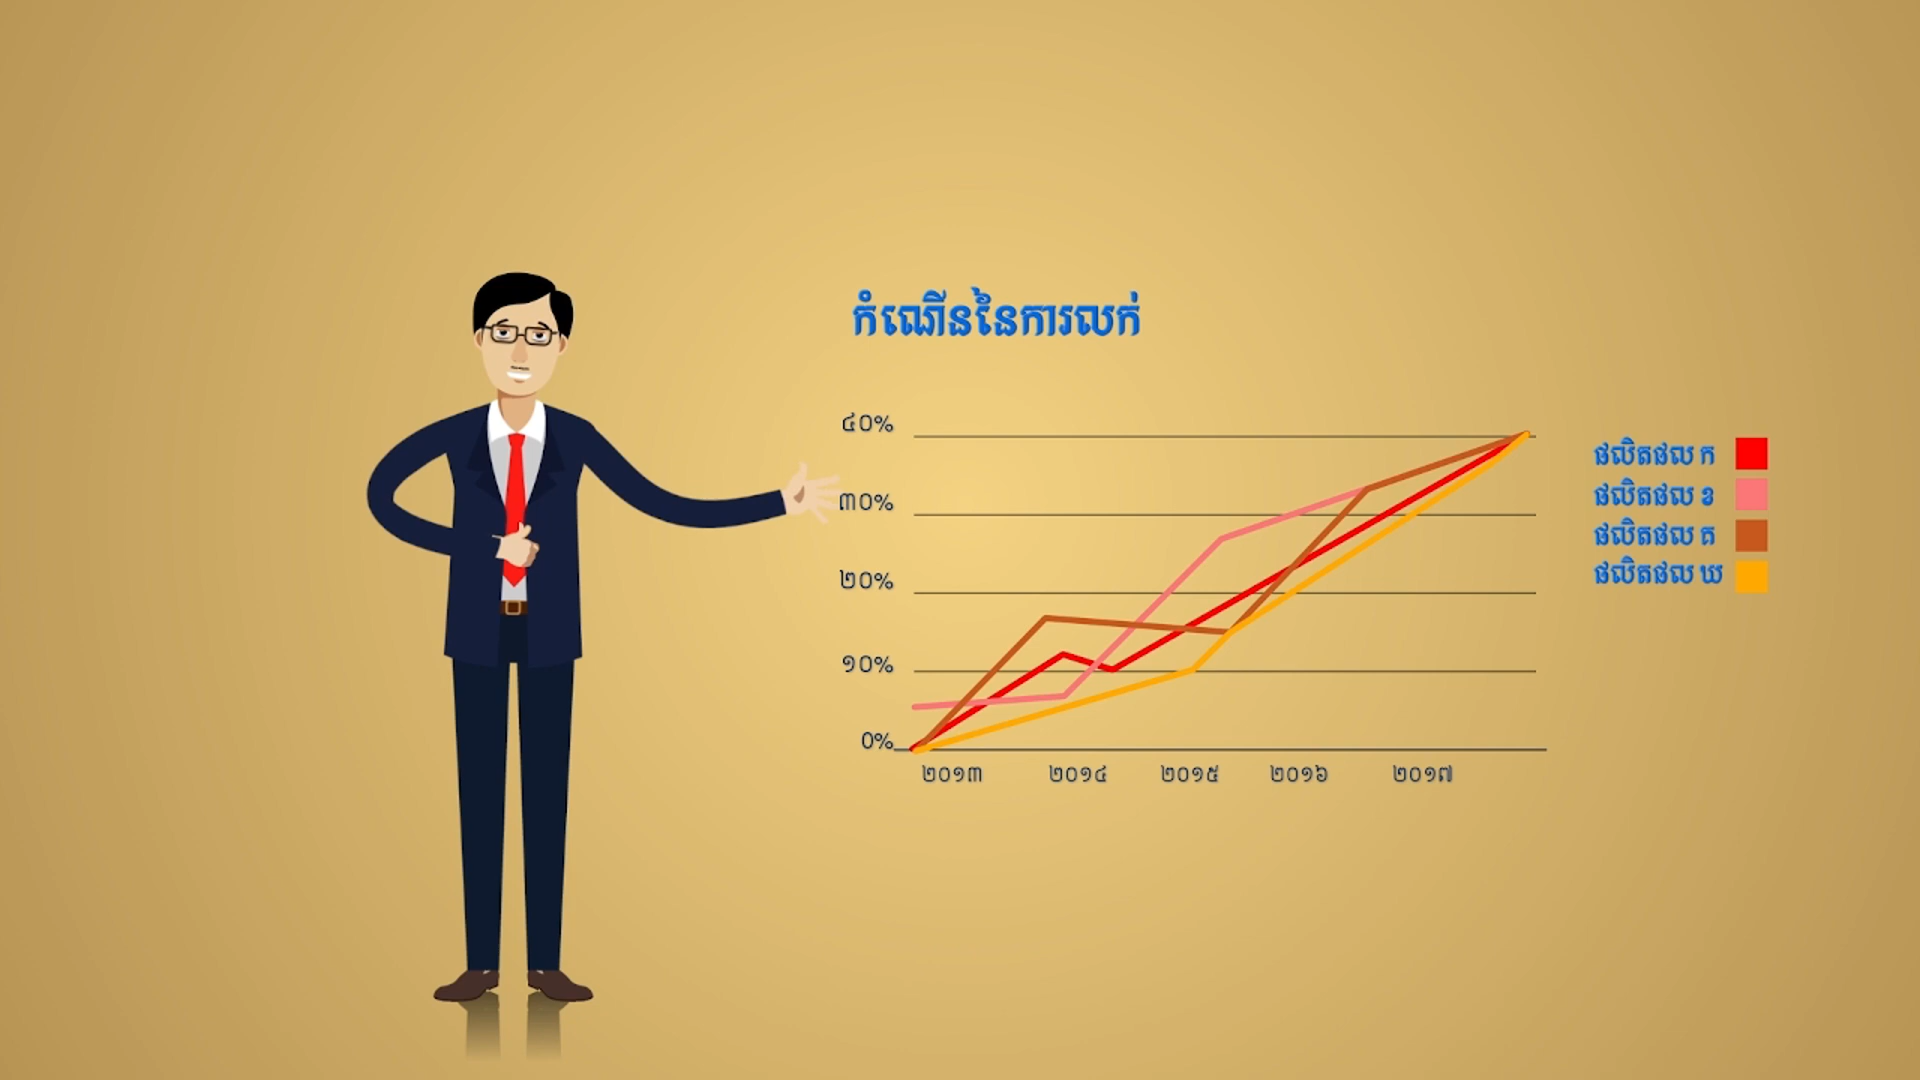 កំណើននៃការលក់
៤០%
៣០%
២០%
១០%
0%
២០១៣ ២០១៤ ២០១៥ ២០១៦ ២០១៧
ផលិតផល ក
ផលិតផល ខ
ផលិតផល គ
ផលិតផល ឃ